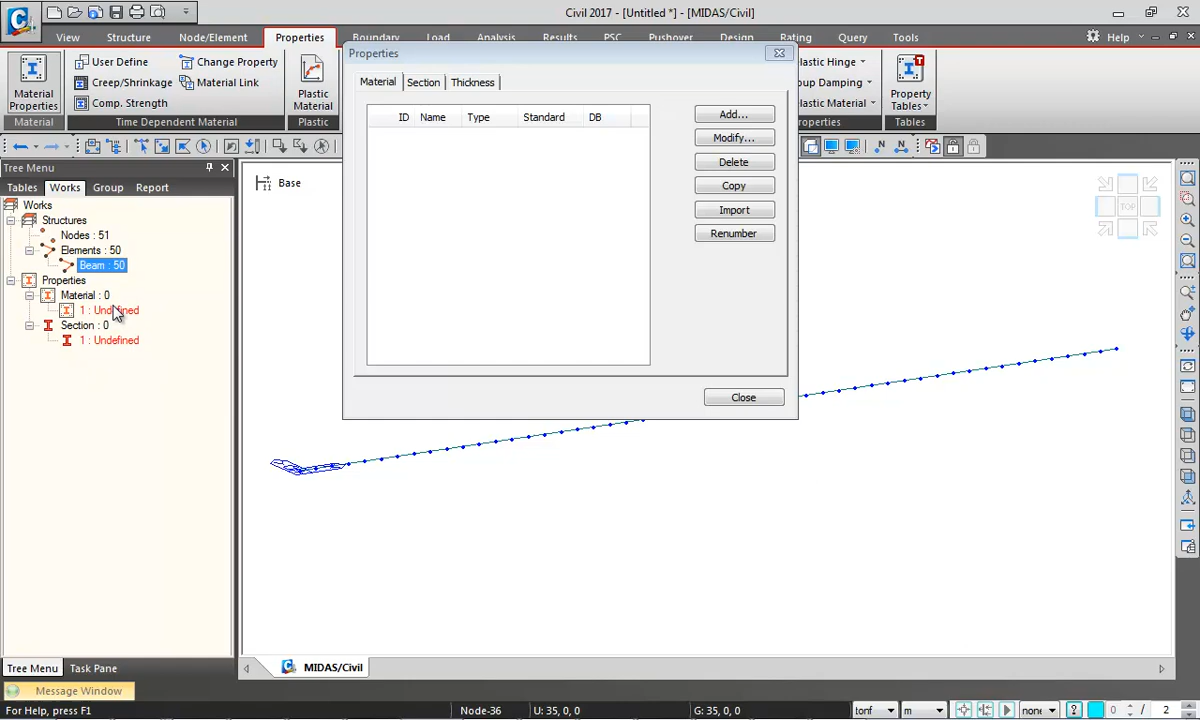 Civil 2017 - [Untitled *] - [MIDAS/Civil]
View Structure Node/Element Properties Boundary Load Analysis Results PSC Pushover Design Rating Query Tools Help
Material Properties
Material
User Define
Creep/Shrinkage
Comp. Strength
Change Property
Material Link
Time Dependent Material
Plastic Material
Plastic
lastic Hinge
oup Damping
lastic Material
roperties
Property Tables
Tables
Tree Menu
Tables Works Group Report
Works
Structures
Nodes : 51
Elements : 50
Beam : 50
Properties
Material : 0
1 : Undefined
Section : 0
1 : Undefined
Tree Menu Task Pane
Properties
Material Section Thickness
ID Name Type Standard DB
Add...
Modify...
Delete
Copy
Import
Renumber
Close
Base
TOP
MIDAS/Civil
Message Window
For Help, press F1 Node-36 U: 35, 0, 0 G: 35, 0, 0 tonf m none ? 0 / 2